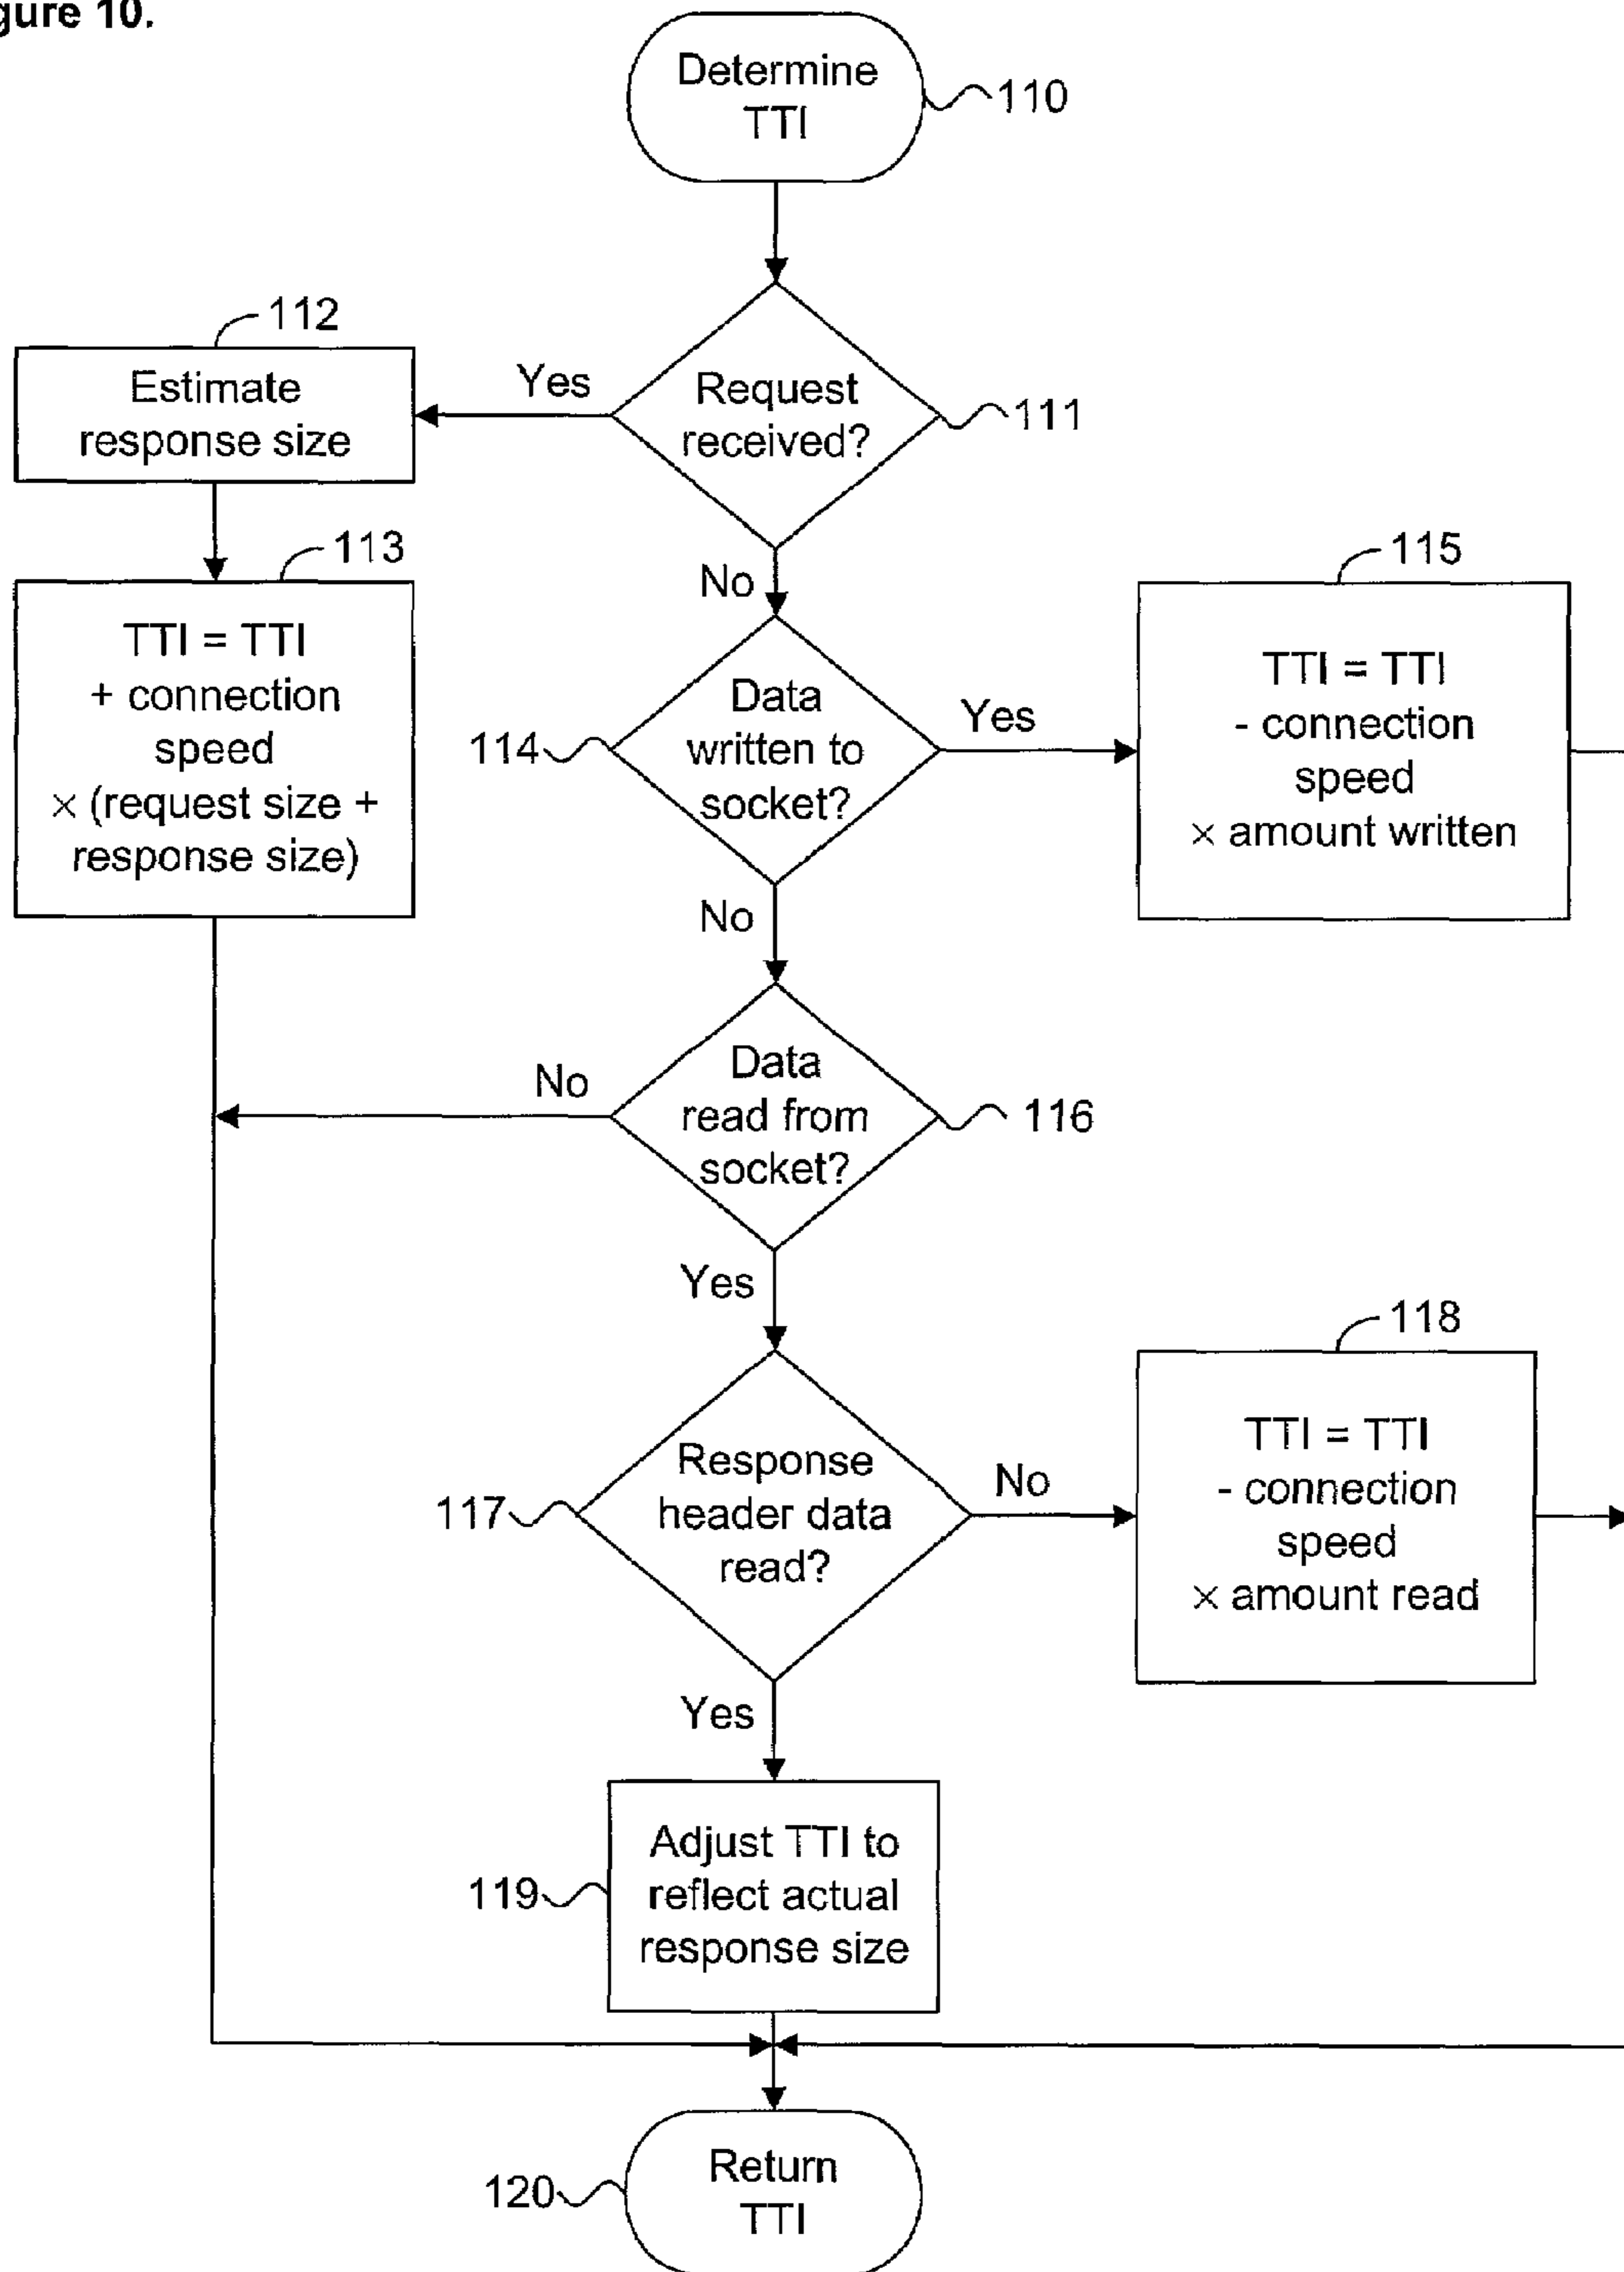 gure 10.
Determine
TTI
110
112
Estimate
response size
Yes
Request
received?
111
113
No
115
TTI = TTI
+ connection
speed
× (request size +
response size)
114
Data
written to
socket?
Yes
TTI = TTI
- connection
speed
× amount written
No
No
Data
read from
socket?
116
Yes
118
117
Response
header data
read?
No
TTI = TTI
- connection
speed
× amount read
Yes
119
Adjust TTI to
reflect actual
response size
120
Return
TTI